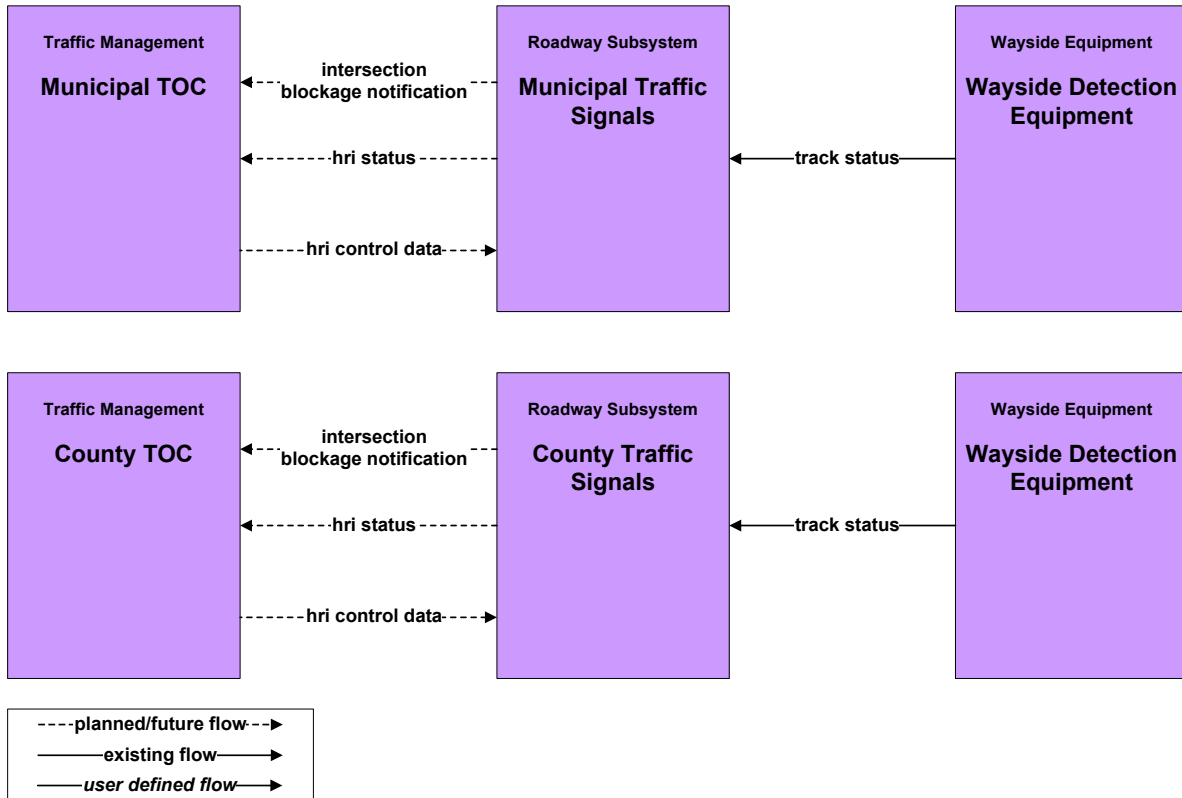 Traffic Management
Municipal TOC
intersection
blockage notification
hri status
hri control data
Roadway Subsystem
Municipal Traffic
Signals
track status
Wayside Equipment
Wayside Detection
Equipment
Traffic Management
County TOC
intersection
blockage notification
hri status
hri control data
Roadway Subsystem
County Traffic
Signals
track status
Wayside Equipment
Wayside Detection
Equipment
planned/future flow
existing flow
user defined flow